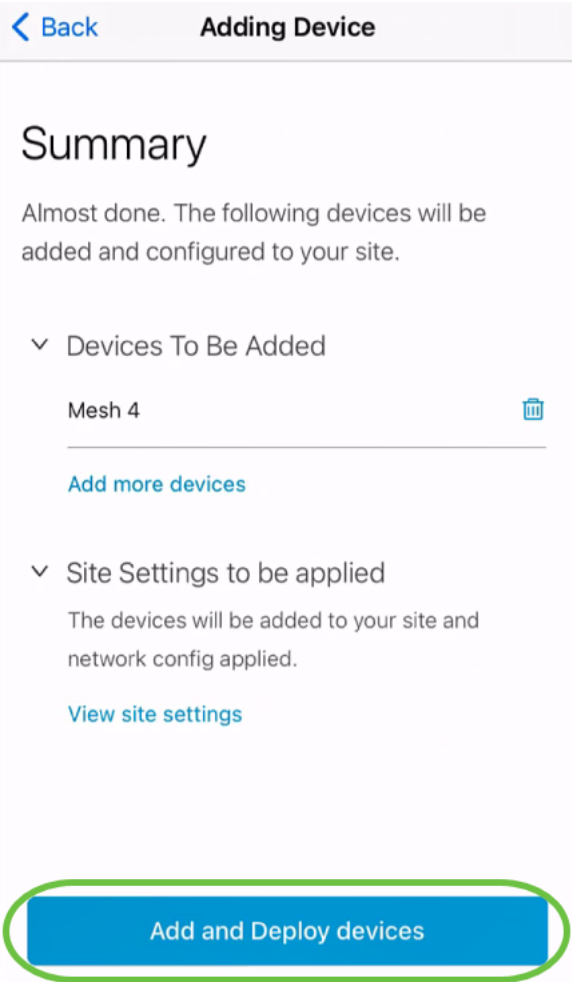 Back
Adding Device
Summary
Almost done. The following devices will be
added and configured to your site.
Devices To Be Added
Mesh 4
Add more devices
Site Settings to be applied
The devices will be added to your site and
network config applied.
View site settings
Add and Deploy devices